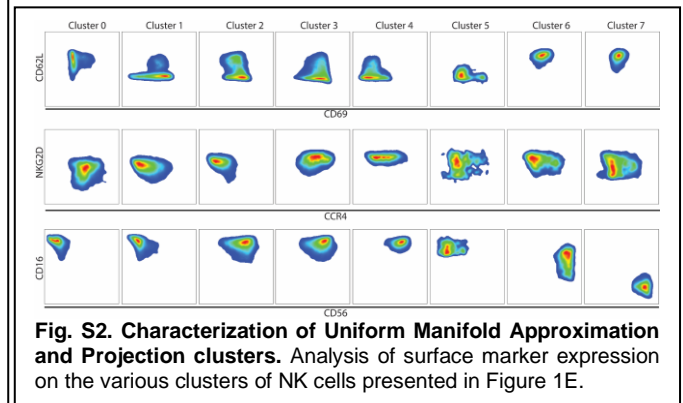 Cluster 0 Cluster 1 Cluster 2 Cluster 3 Cluster 4 Cluster 5 Cluster 6 Cluster 7
CD62L
CD69
NKG2D
CCR4
CD16
CD56
Fig. S2. Characterization of Uniform Manifold Approximation
and Projection clusters. Analysis of surface marker expression
on the various clusters of NK cells presented in Figure 1E.